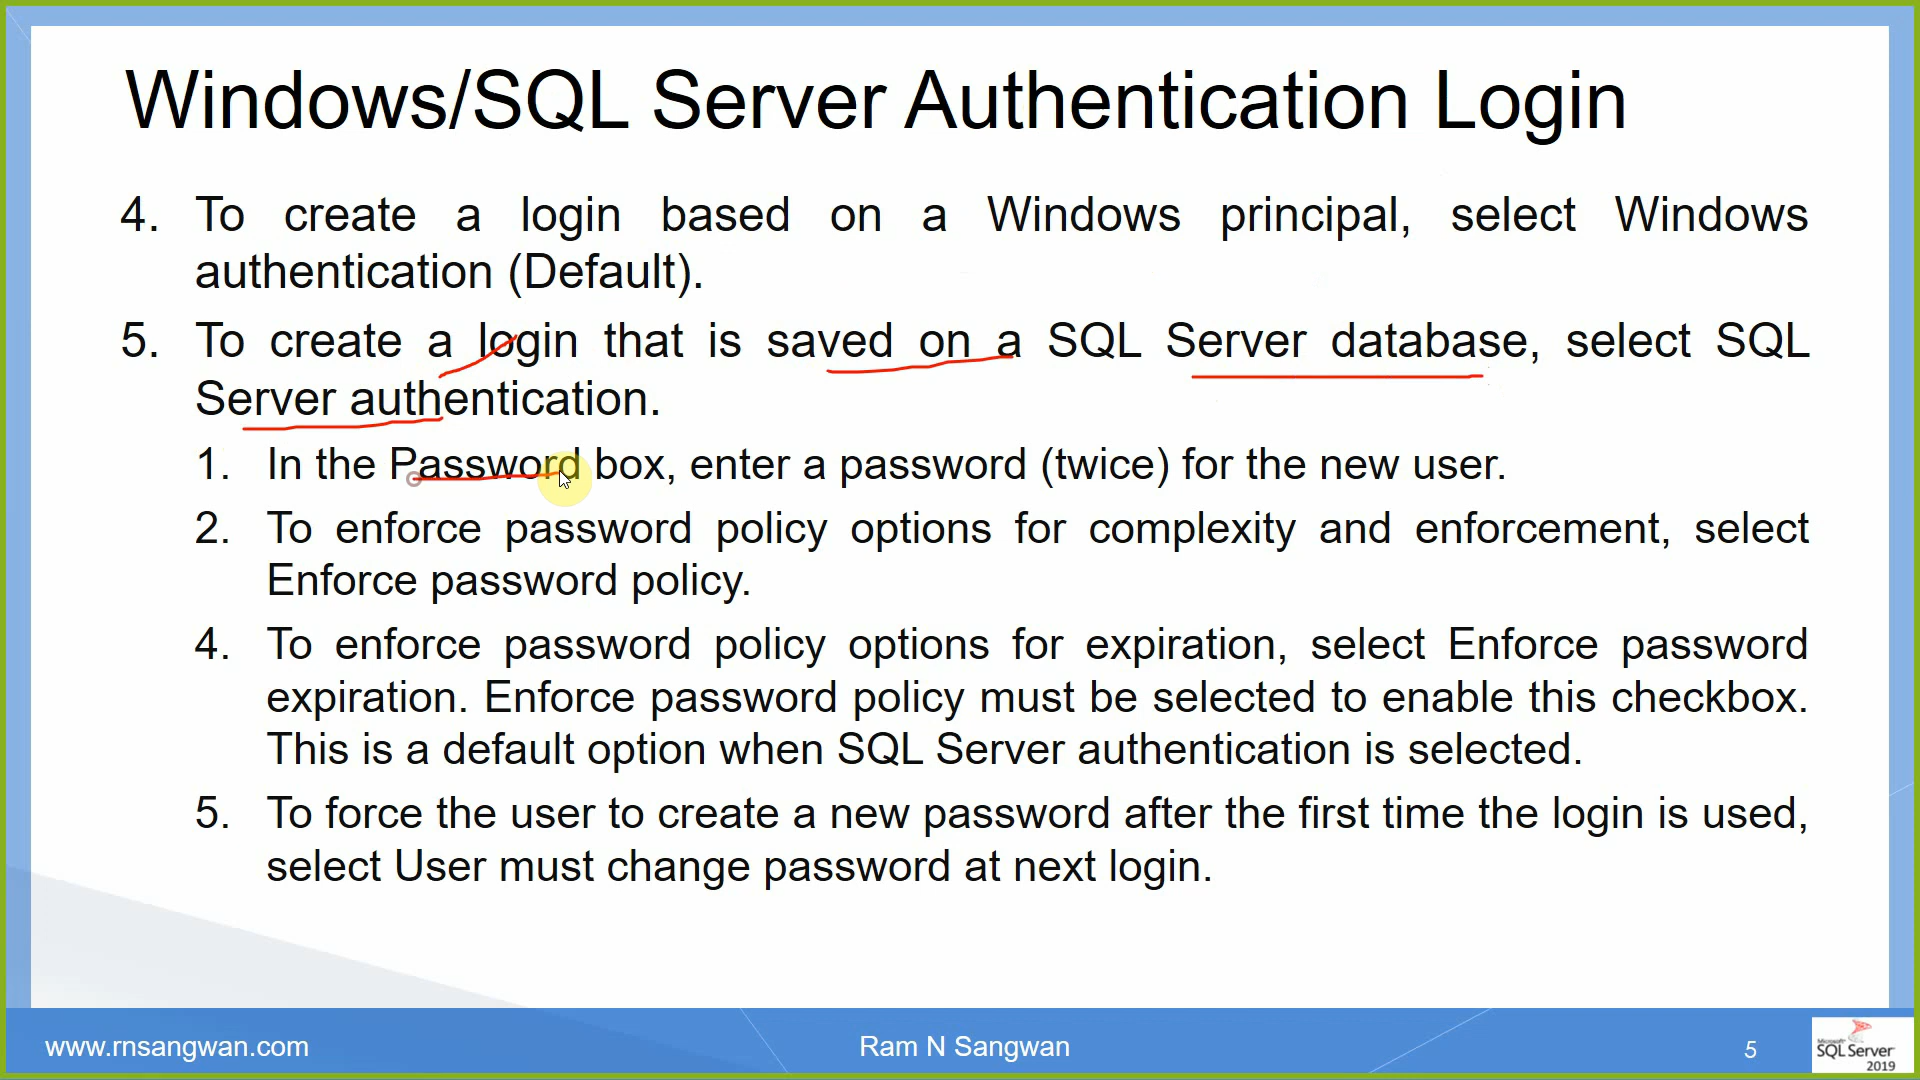 Windows/SQL Server Authentication Login
4. To create a login based on a Windows principal, select Windows
authentication (Default).
5. To create a login that is saved on a SQL Server database, select SQL
Server authentication.
1. In the Password box, enter a password (twice) for the new user.
2. To enforce password policy options for complexity and enforcement, select
Enforce password policy.
4. To enforce password policy options for expiration, select Enforce password
expiration. Enforce password policy must be selected to enable this checkbox.
This is a default option when SQL Server authentication is selected.
5. To force the user to create a new password after the first time the login is used,
select User must change password at next login.
www.rnsangwan.com
Ram N Sangwan
5
Microsoft
SQL Server
2019